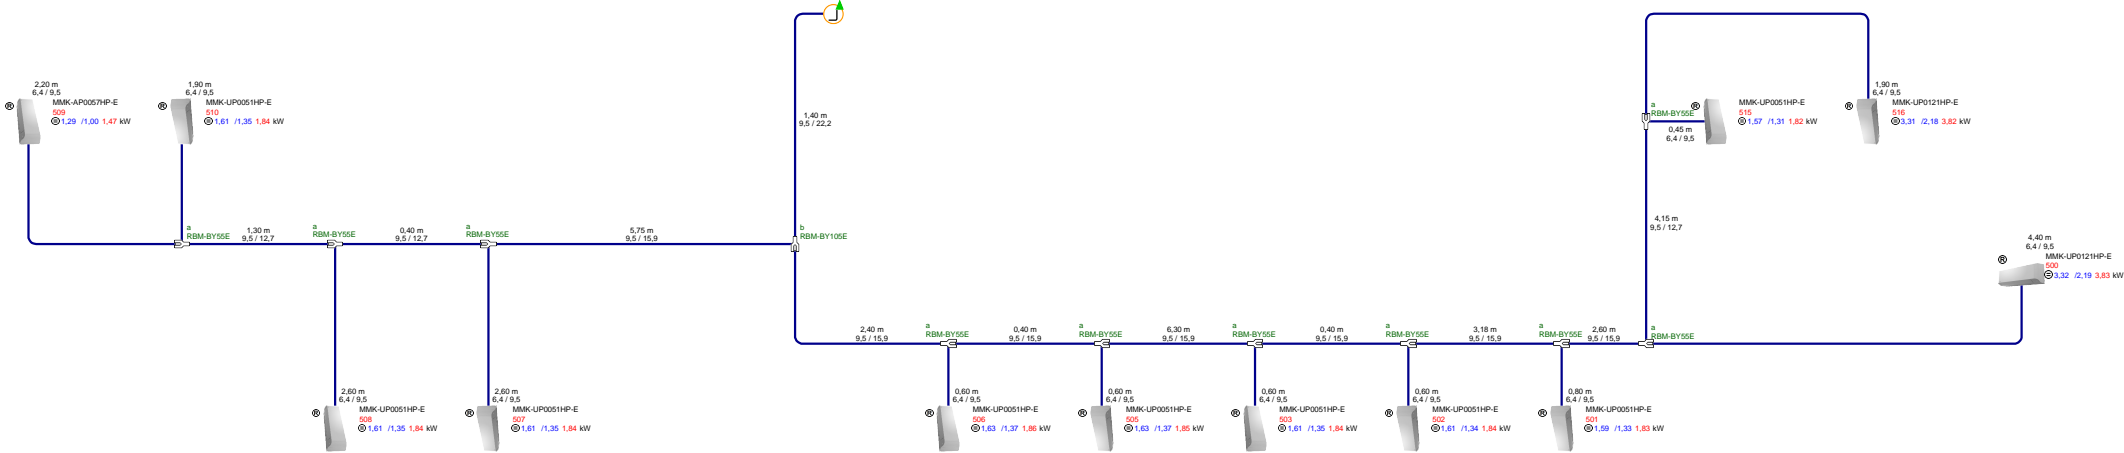 2,20 m
6,4 / 9,5
® MMK-AP0057HP-E
509
1,29 /1,00 1,47 kW
1,90 m
6,4 / 9,5
® MMK-UP0051HP-E
510
1,61 /1,35 1,84 kW
1,40 m
9,5 / 22,2
a
RBM-BY55E
® MMK-UP0051HP-E
515
1,57 /1,31 1,82 kW
0,45 m
6,4 / 9,5
1,90 m
6,4 / 9,5
® MMK-UP0121HP-E
516
3,31 /2,18 3,82 kW
a
RBM-BY55E
1,30 m
9,5 / 12,7
a
RBM-BY55E
0,40 m
9,5 / 12,7
a
RBM-BY55E
5,75 m
9,5 / 15,9
b
RBM-BY105E
4,15 m
9,5 / 12,7
4,40 m
6,4 / 9,5
® MMK-UP0121HP-E
500
3,32 /2,19 3,83 kW
2,40 m
9,5 / 15,9
a
RBM-BY55E
0,40 m
9,5 / 15,9
a
RBM-BY55E
6,30 m
9,5 / 15,9
a
RBM-BY55E
0,40 m
9,5 / 15,9
a
RBM-BY55E
3,18 m
9,5 / 15,9
a
RBM-BY55E
2,60 m
9,5 / 15,9
a
RBM-BY55E
2,60 m
6,4 / 9,5
® MMK-UP0051HP-E
508
1,61 /1,35 1,84 kW
2,60 m
6,4 / 9,5
® MMK-UP0051HP-E
507
1,61 /1,35 1,84 kW
0,60 m
6,4 / 9,5
® MMK-UP0051HP-E
506
1,63 /1,37 1,86 kW
0,60 m
6,4 / 9,5
® MMK-UP0051HP-E
505
1,63 /1,37 1,85 kW
0,60 m
6,4 / 9,5
® MMK-UP0051HP-E
503
1,61 /1,35 1,84 kW
0,60 m
6,4 / 9,5
® MMK-UP0051HP-E
502
1,61 /1,34 1,84 kW
0,80 m
6,4 / 9,5
® MMK-UP0051HP-E
501
1,59 /1,33 1,83 kW